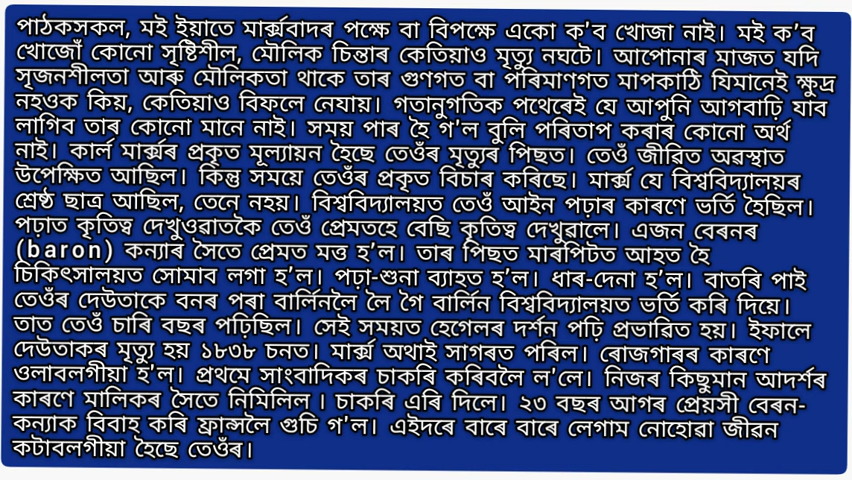 পাঠকসকল, মই ইয়াতে মাৰ্ক্সবাদৰ পক্ষে বা বিপক্ষে একো ক'ব খোজা নাই। মই ক'ব
খোজোঁ কোনো সৃষ্টিশীল, মৌলিক চিন্তাৰ কেতিয়াও মৃত্যু নঘটে। আপোনাৰ মাজত যদি
সৃজনশীলতা আৰু মৌলিকতা থাকে তাৰ গুণগত বা পৰিমাণগত মাপকাঠি যিমানেই ক্ষুদ্ৰ
নহওক কিয়, কেতিয়াও বিফলে নেযায়। গতানুগতিক পথেৰেই যে আপুনি আগবাঢ়ি যাব
লাগিব তাৰ কোনো মানে নাই। সময় পাৰ হৈ গ'ল বুলি পৰিতাপ কৰাৰ কোনো অৰ্থ
নাই। কাৰ্ল মাৰ্ক্সৰ প্ৰকৃত মূল্যায়ন হৈছে তেওঁৰ মৃত্যুৰ পিছত। তেওঁ জীৱিত অৱস্থাত
উপেক্ষিত আছিল। কিন্তু সময়ে তেওঁৰ প্ৰকৃত বিচাৰ কৰিছে। মাৰ্ক্স যে বিশ্ববিদ্যালয়ৰ
শ্ৰেষ্ঠ ছাত্ৰ আছিল, তেনে নহয়। বিশ্ববিদ্যালয়ত তেওঁ আইন পঢ়াৰ কাৰণে ভৰ্তি হৈছিল।
পঢ়াত কৃতিত্ব দেখুওৱাতকৈ তেওঁ প্ৰেমতহে বেছি কৃতিত্ব দেখুৱালে। এজন বেৰনৰ
(baron) কন্যাৰ সৈতে প্ৰেমত মত্ত হ'ল। তাৰ পিছত মাৰপিটত আহত হৈ
চিকিৎসালয়ত সোমাব লগা হ'ল। পঢ়া-শুনা ব্যাহত হ'ল। ধাৰ-দেনা হ'ল। বাতৰি পাই
তেওঁৰ দেউতাকে বনৰ পৰা বাৰ্লিনলৈ লৈ গৈ বাৰ্লিন বিশ্ববিদ্যালয়ত ভৰ্তি কৰি দিয়ে।
তাত তেওঁ চাৰি বছৰ পঢ়িছিল। সেই সময়ত হেগেলৰ দৰ্শন পঢ়ি প্ৰভাৱিত হয়। ইফালে
দেউতাকৰ মৃত্যু হয় ১৮৩৮ চনত। মাৰ্ক্স অথাই সাগৰত পৰিল। ৰোজগাৰৰ কাৰণে
ওলাবলগীয়া হ'ল। প্ৰথমে সাংবাদিকৰ চাকৰি কৰিবলৈ ল'লে। নিজৰ কিছুমান আদৰ্শৰ
কাৰণে মালিকৰ সৈতে নিমিলিল । চাকৰি এৰি দিলে। ২৩ বছৰ আগৰ প্ৰেয়সী বেৰন-
কন্যাক বিবাহ কৰি ফ্ৰান্সলৈ গুচি গ'ল। এইদৰে বাৰে বাৰে লেগাম নোহোৱা জীৱন
কটাবলগীয়া হৈছে তেওঁৰ।